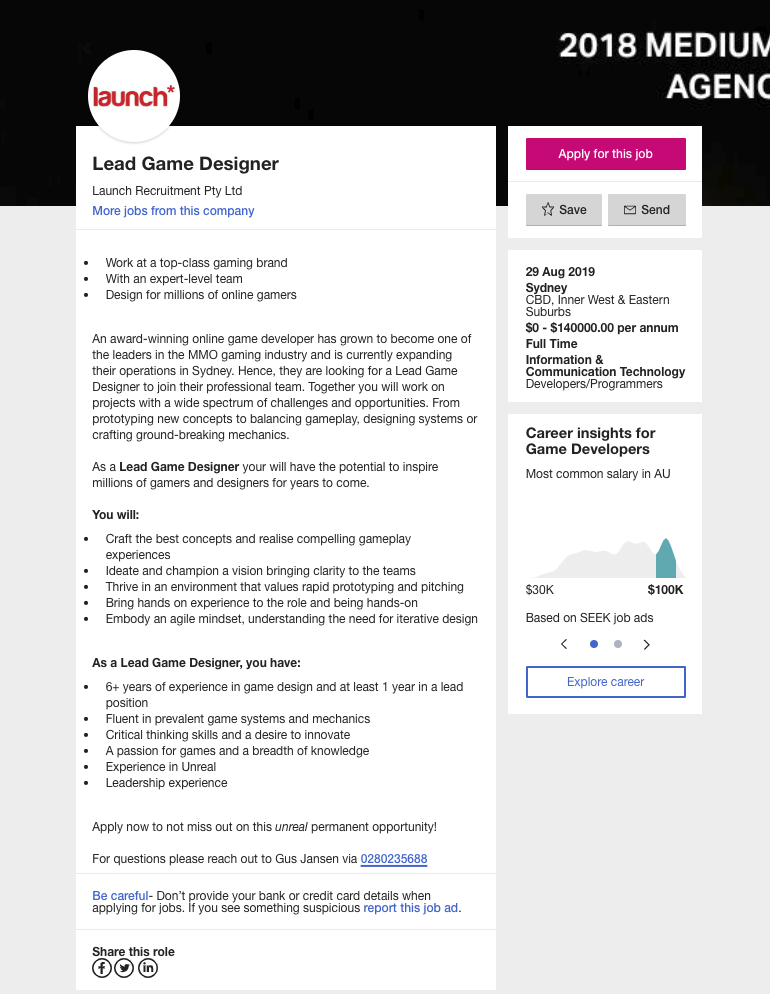 2018 MEDIUM
AGENC
launch*
Lead Game Designer
Launch Recruitment Pty Ltd
More jobs from this company
• Work at a top-class gaming brand
• With an expert-level team
• Design for millions of online gamers
An award-winning online game developer has grown to become one of
the leaders in the MMO gaming industry and is currently expanding
their operations in Sydney. Hence, they are looking for a Lead Game
Designer to join their professional team. Together you will work on
projects with a wide spectrum of challenges and opportunities. From
prototyping new concepts to balancing gameplay, designing systems or
crafting ground-breaking mechanics.
As a Lead Game Designer your will have the potential to inspire
millions of gamers and designers for years to come.
You will:
• Craft the best concepts and realise compelling gameplay
experiences
• Ideate and champion a vision bringing clarity to the teams
• Thrive in an environment that values rapid prototyping and pitching
• Bring hands on experience to the role and being hands-on
• Embody an agile mindset, understanding the need for iterative design
As a Lead Game Designer, you have:
• 6+ years of experience in game design and at least 1 year in a lead
position
• Fluent in prevalent game systems and mechanics
• Critical thinking skills and a desire to innovate
• A passion for games and a breadth of knowledge
• Experience in Unreal
• Leadership experience
Apply now to not miss out on this unreal permanent opportunity!
For questions please reach out to Gus Jansen via 0280235688
Be careful- Don’t provide your bank or credit card details when
applying for jobs. If you see something suspicious report this job ad.
Share this role
Apply for this job
Save
Send
29 Aug 2019
Sydney
CBD, Inner West & Eastern
Suburbs
$0 - $140000.00 per annum
Full Time
Information &
Communication Technology
Developers/Programmers
Career insights for
Game Developers
Most common salary in AU
$30K $100K
Based on SEEK job ads
Explore career